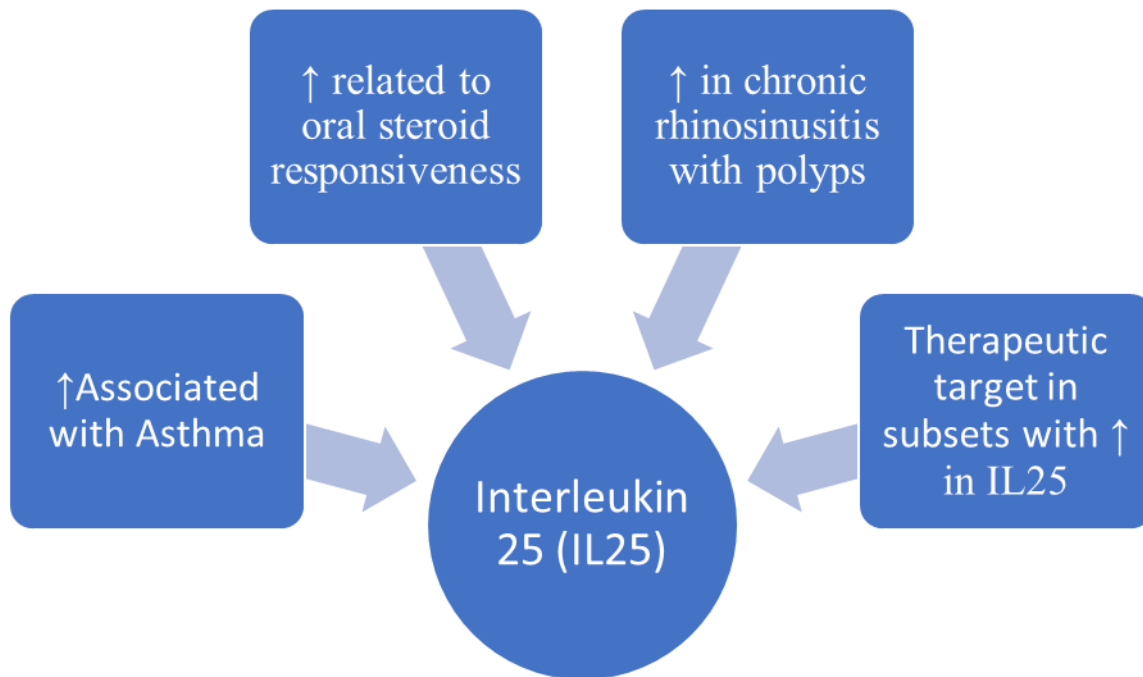 ↑ related to
oral steroid
responsiveness
↑ in chronic
rhinosinusitis
with polyps
↑Associated
with Asthma
Therapeutic
target in
subsets with ↑
in IL25
Interleukin
25 (IL25)